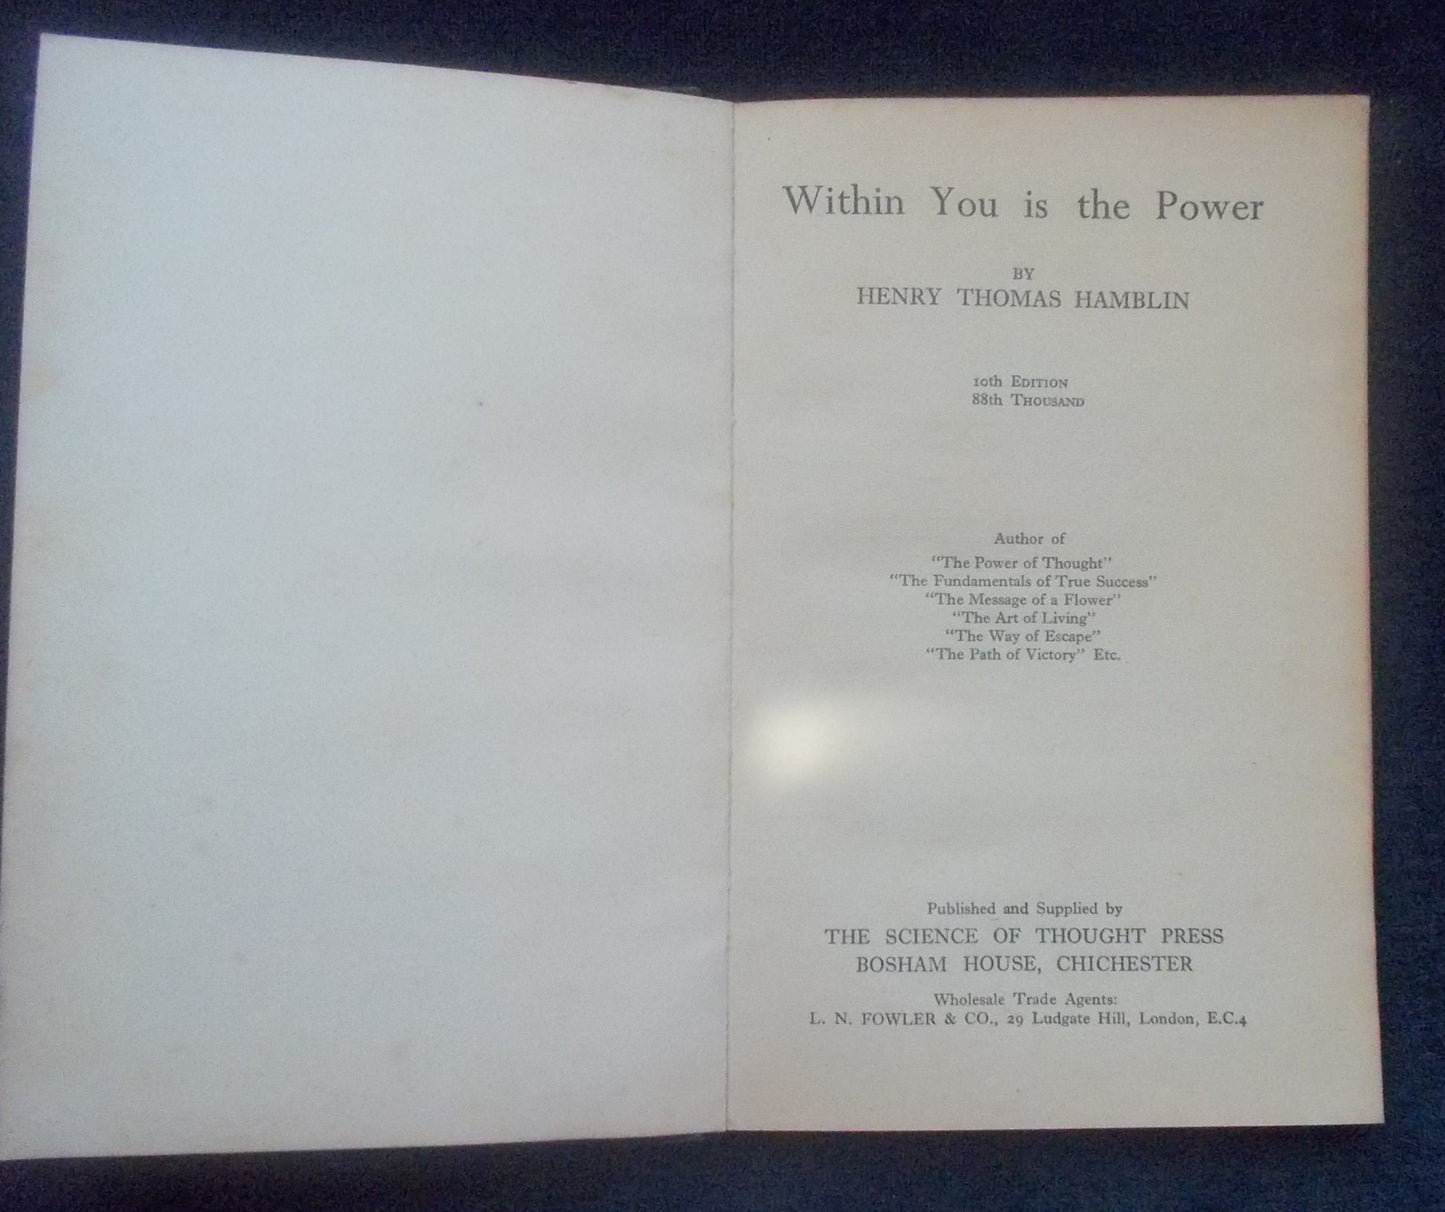 Within You is the Power
BY
HENRY THOMAS HAMBLIN
10th EDITION
88th THOUSAND
Author of
“The Power of Thought”
“The Fundamentals of True Success”
“The Message of a Flower”
“The Art of Living”
“The Way of Escape”
“The Path of Victory” Etc.
Published and Supplied by
THE SCIENCE OF THOUGHT PRESS
BOSHAM HOUSE, CHICHESTER
Wholesale Trade Agents:
L. N. FOWLER & CO., 29 Ludgate Hill, London, E.C.4